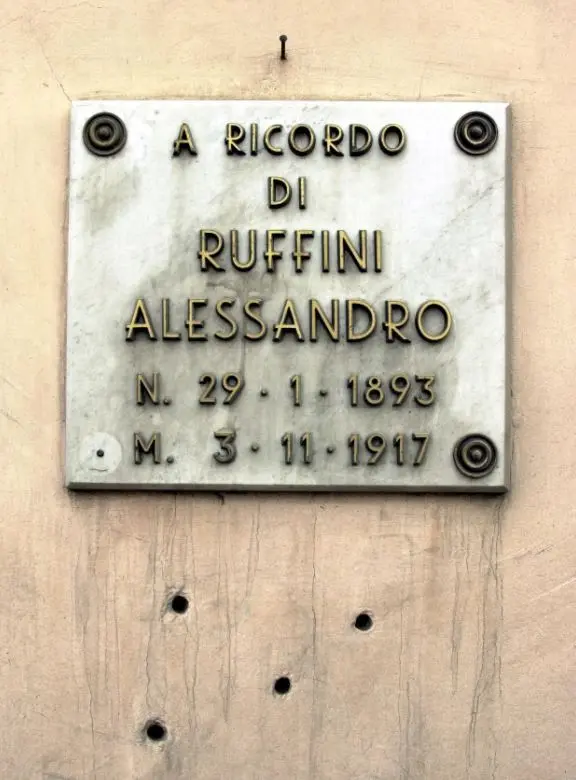 A RICORDO
DI
RUFFINI
ALESSANDRO
N. 29 · 1 · 1893
M. 3 · 11 · 1917